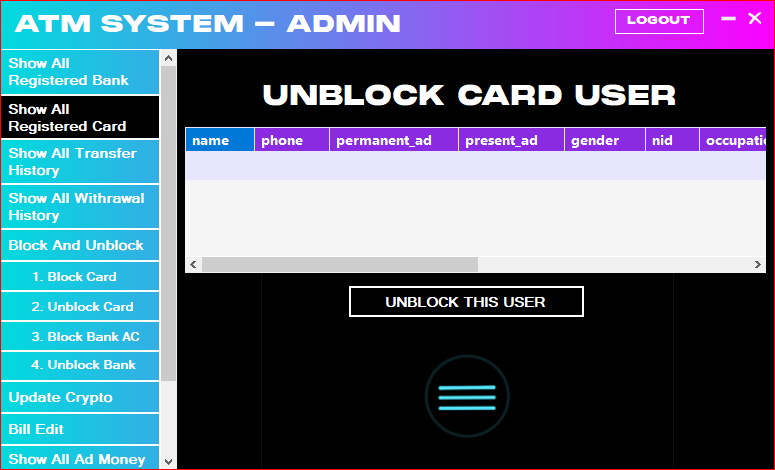 ATM SYSTEM - ADMIN
LOGOUT
Show All
Registered Bank
Show All
Registered Card
Show All Transfer
History
Show All Withrawal
History
Block And Unblock
1. Block Card
2. Unblock Card
3. Block Bank AC
4. Unblock Bank
Update Crypto
Bill Edit
Show All Ad Money
UNBLOCK CARD USER
name phone permanent_ad present_ad gender nid occupatio
UNBLOCK THIS USER